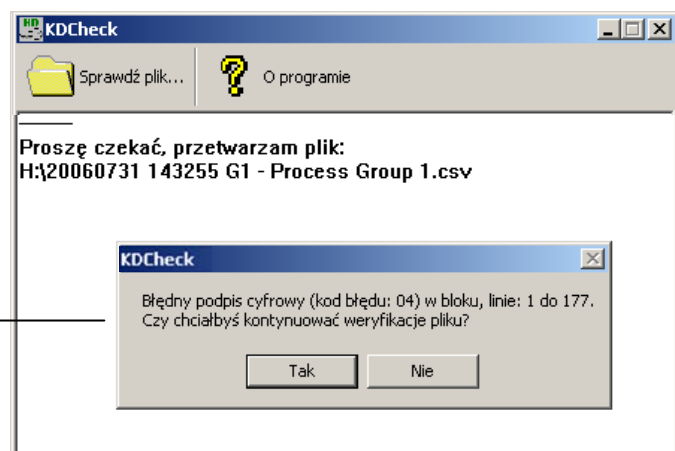 KDCheck
Sprawdź plik...
O programie
Proszę czekać, przetwarzam plik:
H:\20060731 143255 G1 - Process Group 1.csv
KDCheck
Błędny podpis cyfrowy (kod błędu: 04) w bloku, linie: 1 do 177.
Czy chciałbyś kontynuować weryfikacje pliku?
Tak
Nie